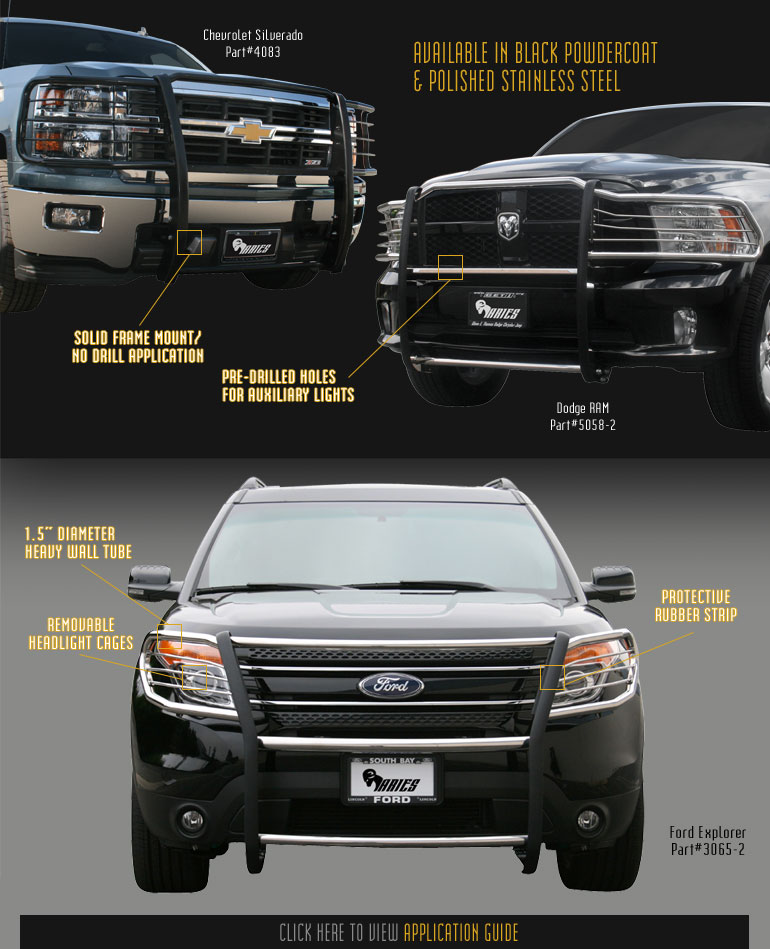 Chevrolet Silverado
Part#4083
AVAILABLE IN BLACK POWDERCOAT
& POLISHED STAINLESS STEEL
ARIES
SOLID FRAME MOUNT/
NO DRILL APPLICATION
ARIES
PRE-DRILLED HOLES
FOR AUXILIARY LIGHTS
Dodge RAM
Part#5058-2
1.5" DIAMETER
HEAVY WALL TUBE
REMOVABLE
HEADLIGHT CAGES
PROTECTIVE
RUBBER STRIP
Ford
SOUTH BAY
ARIES
LINCOLN FORD LINCOLN
Ford Explorer
Part#3065-2
CLICK HERE TO VIEW APPLICATION GUIDE